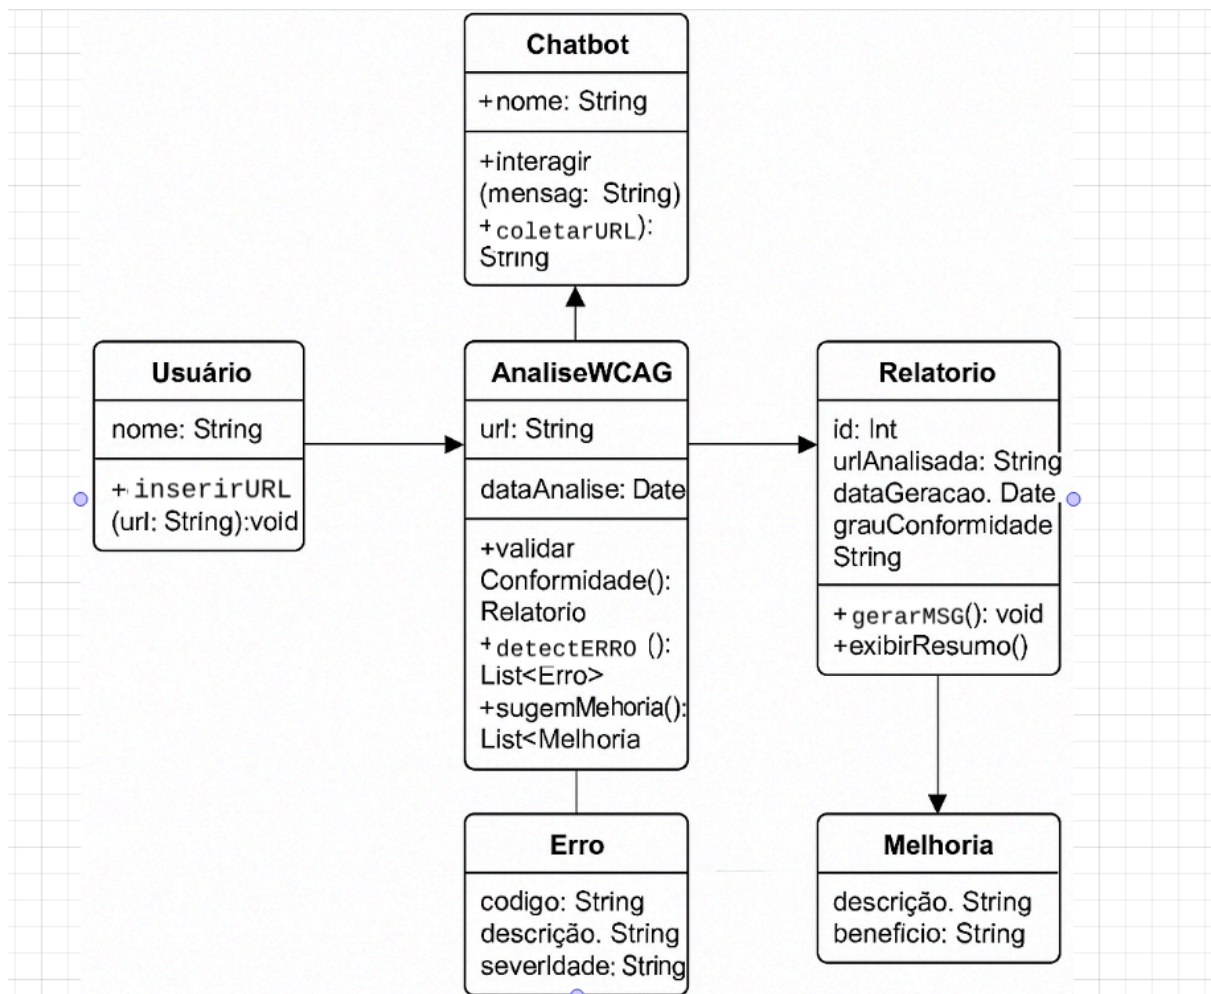 Chatbot
+nome: String
+interagir
(mensag: String)
+coletarURL):
String
Usuário
nome: String
+inserirURL
(url: String):void
AnaliseWCAG
url: String
dataAnalise: Date
+validar
Conformidade():
Relatorio
+detectERRO ():
List<Erro>
+sugemMehoria():
List<Melhoria
Relatorio
id: Int
urlAnalisada: String
dataGeracao. Date
grauConformidade
String
+gerarMSG(): void
+exibirResumo()
Erro
codigo: String
descrição. String
severIdade: String
Melhoria
descrição. String
beneficio: String